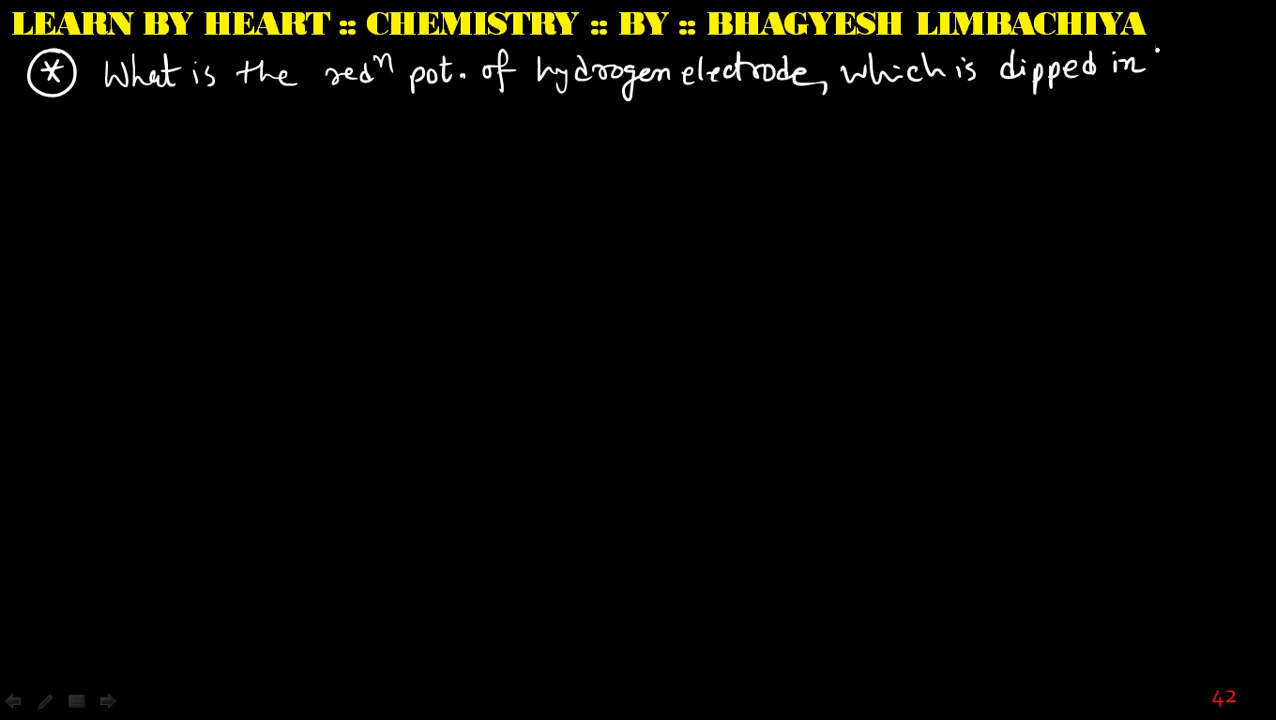 LEARN BY HEART :: CHEMISTRY :: BY :: BHAGYESH LIMBACHIYA
* What is the redⁿ pot. of hydrogen electrode, which is dipped in
42